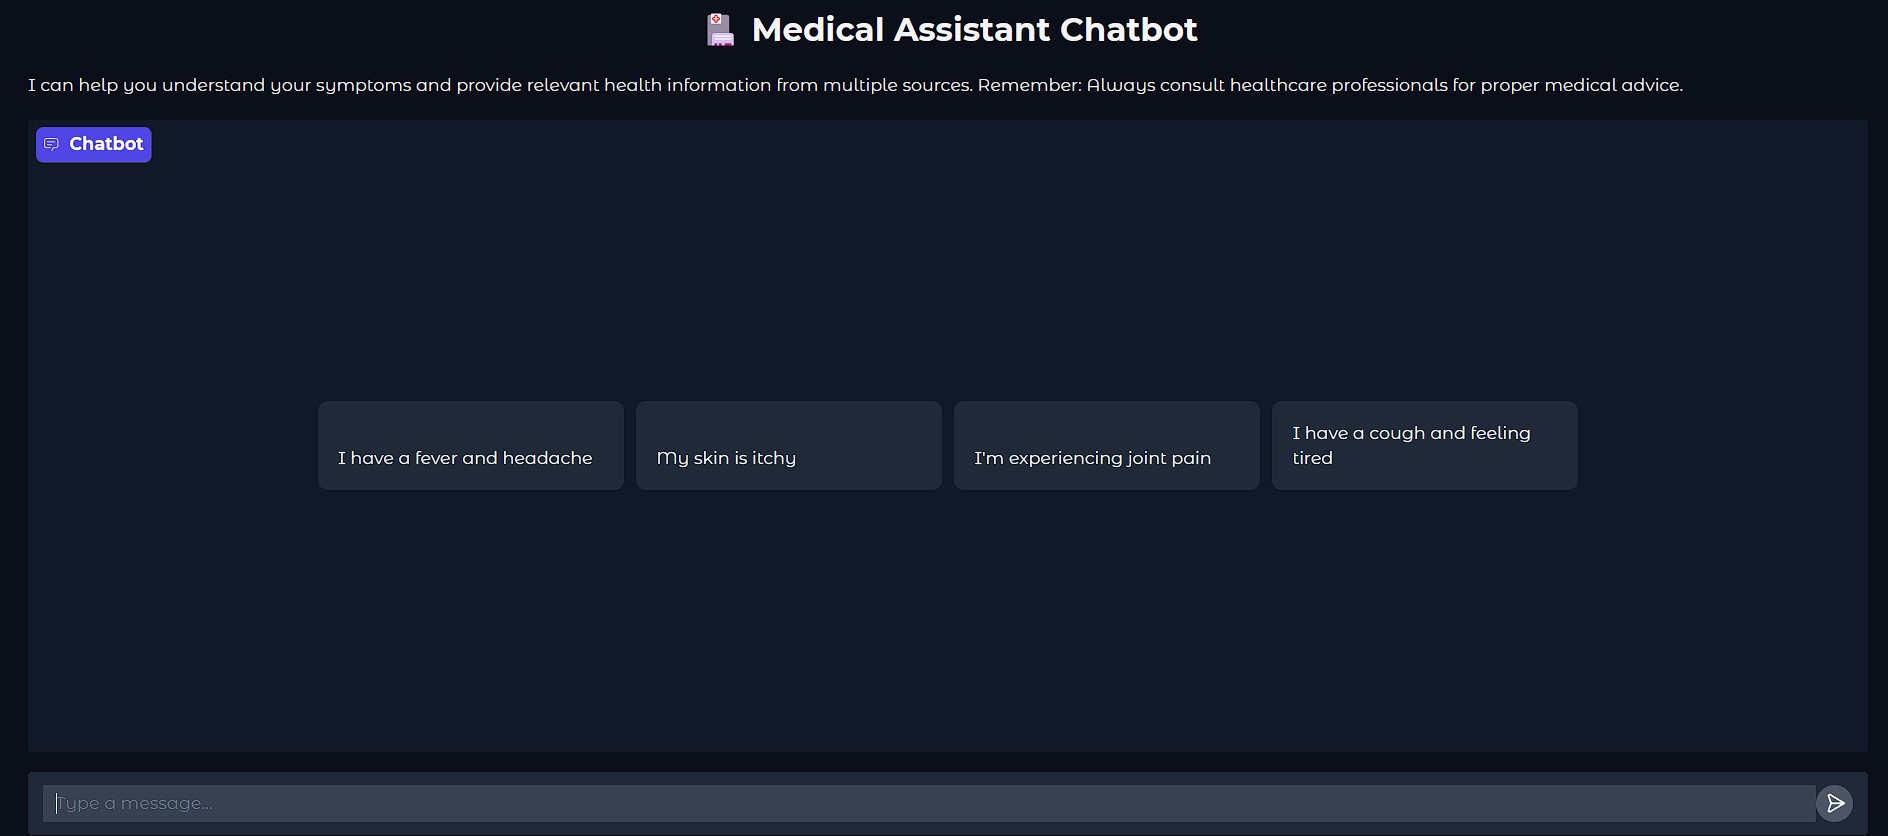 Medical Assistant Chatbot
I can help you understand your symptoms and provide relevant health information from multiple sources. Remember: Always consult healthcare professionals for proper medical advice.
Chatbot
I have a fever and headache
My skin is itchy
I'm experiencing joint pain
I have a cough and feeling
tired
Type a message...